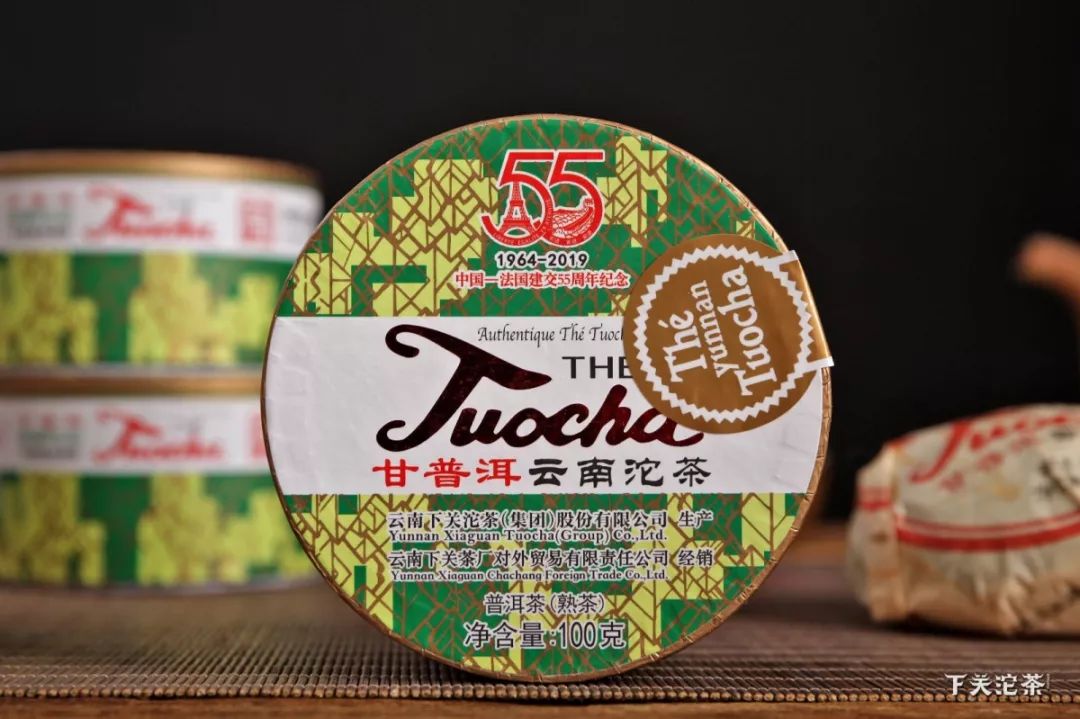 55
1964-2019
中国—法国建交55周年纪念
Authentique Thé Tuoch
THE
Tuocha
甘普洱云南沱茶
云南下关沱茶(集团)股份有限公司 生产
Yunnan Xiaguan Tuocha(Group) Co.,Ltd.
云南下关茶厂对外贸易有限责任公司 经销
Yunnan Xiaguan Chachang Foreign Trade Co.,Ltd.
普洱茶(熟茶)
净含量:100克
Thé
yunnan
Tuocha
Tuocha
Tuocha
下关沱茶